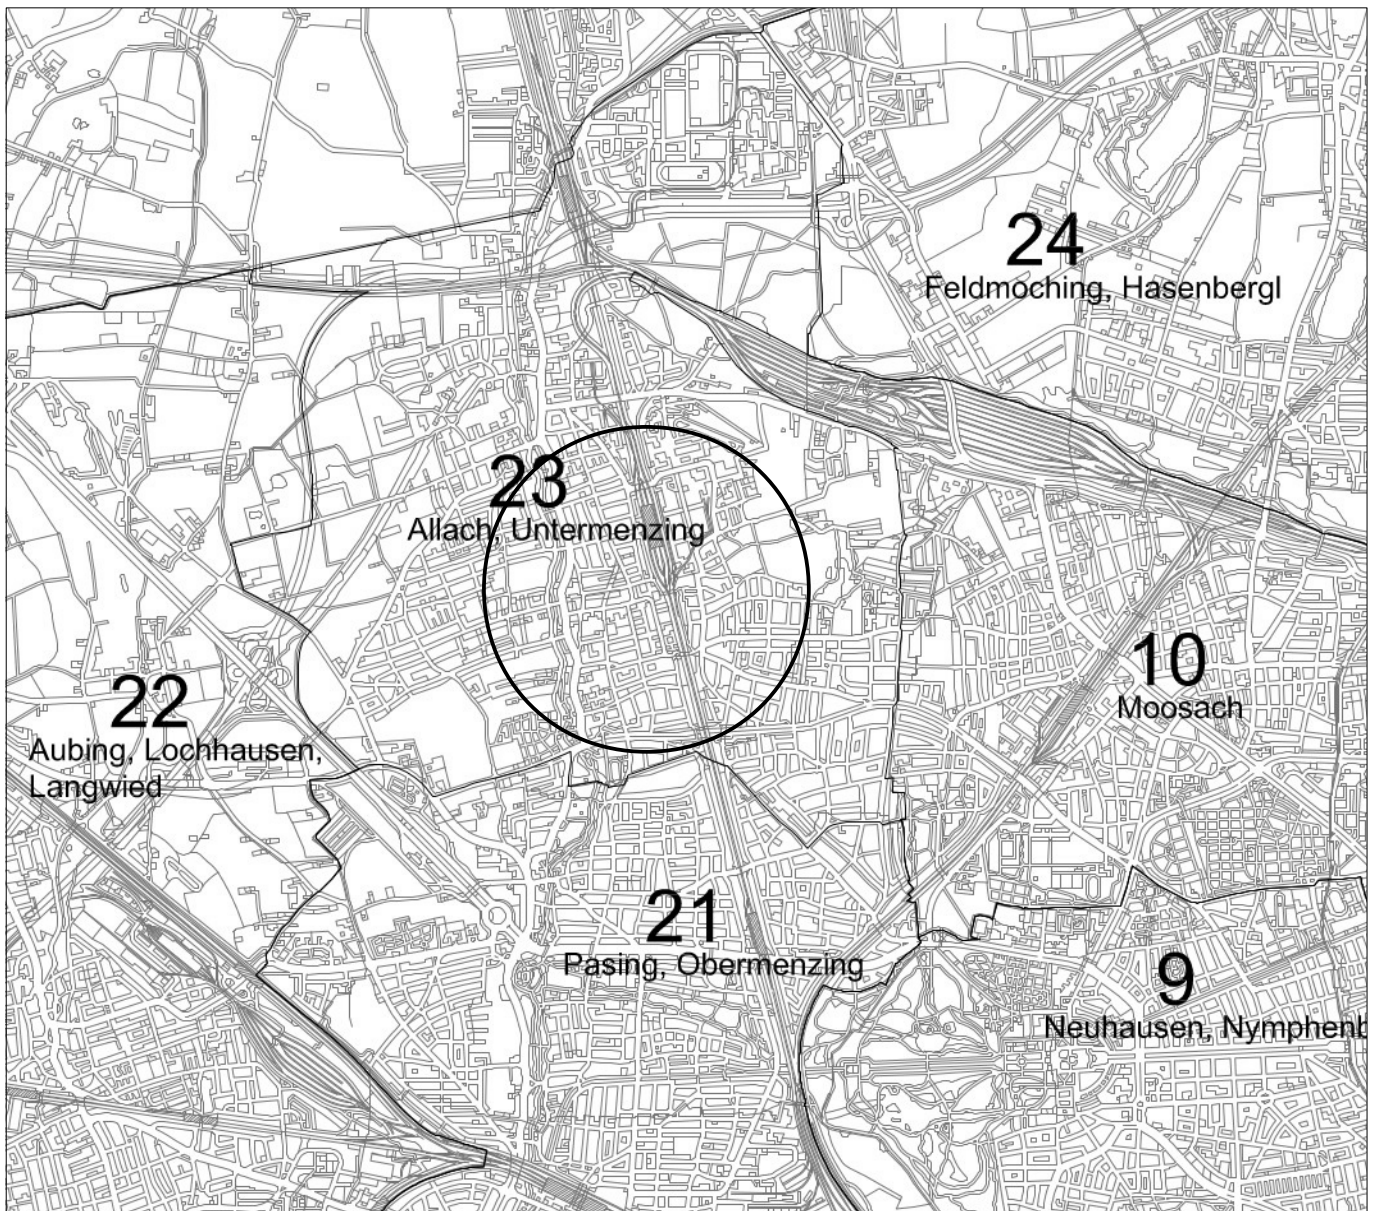 24
Feldmoching, Hasenbergl
23
Allach, Untermenzing
10
Moosach
22
Aubing, Lochhausen,
Langwied
21
Pasing, Obermenzing
9
Neuhausen, Nymphenb